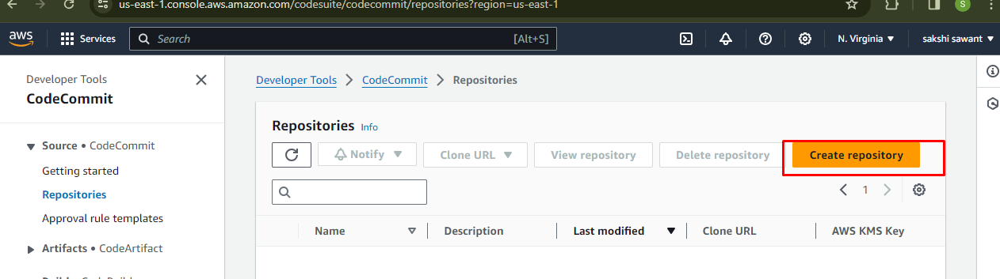 us-east-1.console.aws.amazon.com/codesuite/codecommit/repositories?region=us-east-1
S
aws Services Search [Alt+S] N. Virginia sakshi sawant
Developer Tools
CodeCommit
Source • CodeCommit
Getting started
Repositories
Approval rule templates
Artifacts • CodeArtifact
Developer Tools CodeCommit Repositories
Repositories Info
Notify Clone URL View repository Delete repository Create repository
1
Name Description Last modified Clone URL AWS KMS Key